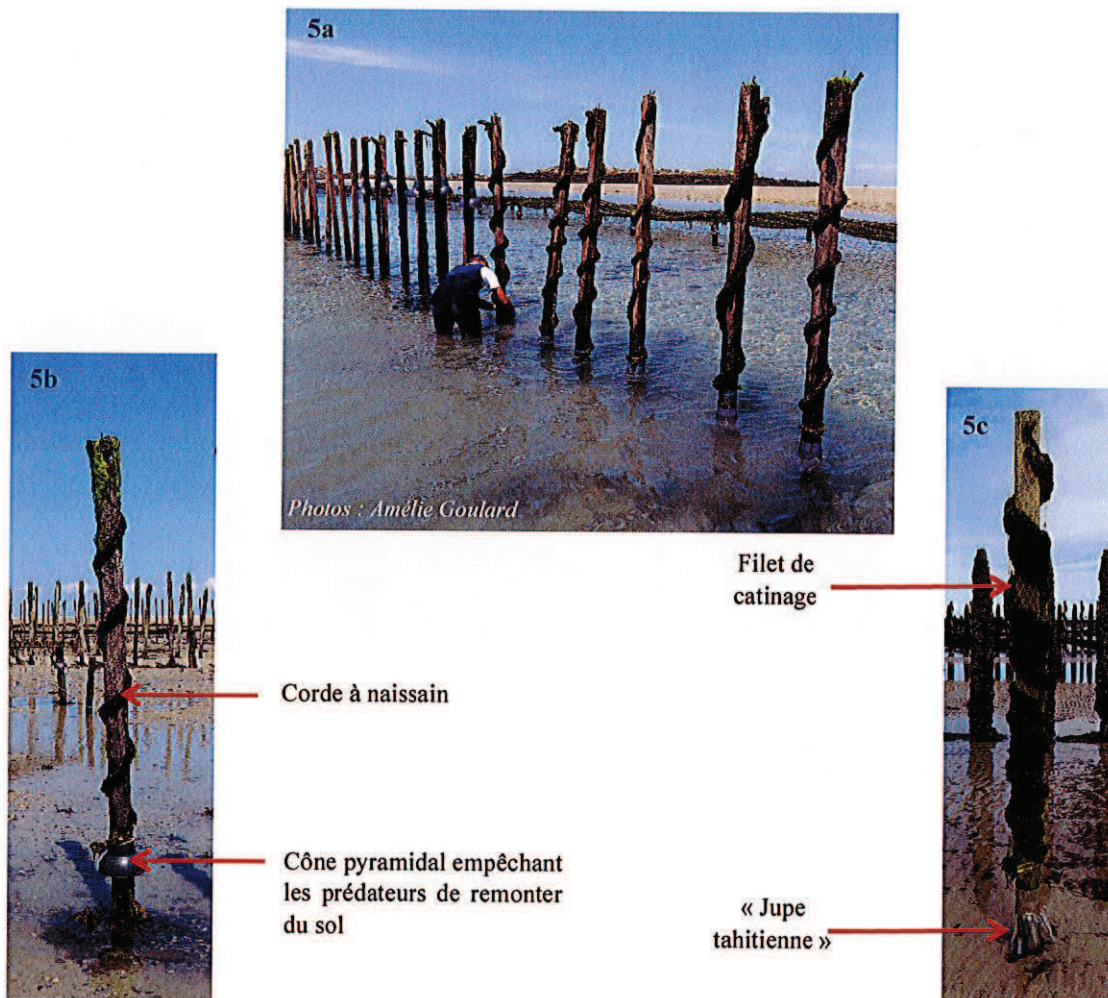 5a
Photos : Amélie Goulard
5b
Corde à naissain
Cône pyramidal empêchant
les prédateurs de remonter
du sol
5c
Filet de
catinage
« Jupe
tahitienne »